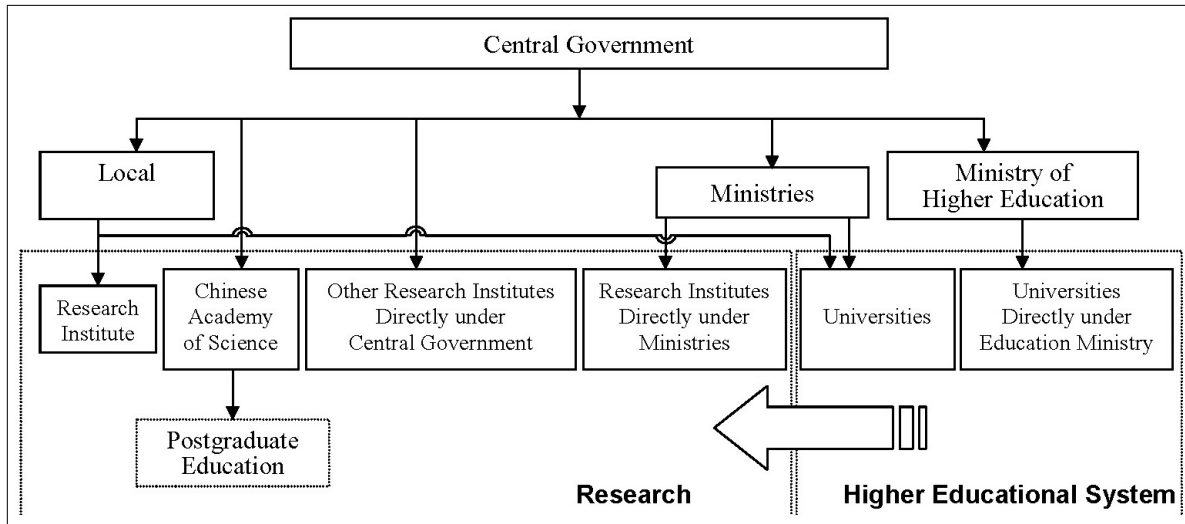 Central Government
Local
Ministries
Ministry of
Higher Education
Research
Institute
Chinese
Academy
of Science
Other Research Institutes
Directly under
Central Government
Research Institutes
Directly under
Ministries
Universities
Universities
Directly under
Education Ministry
Postgraduate
Education
Research
Higher Educational System